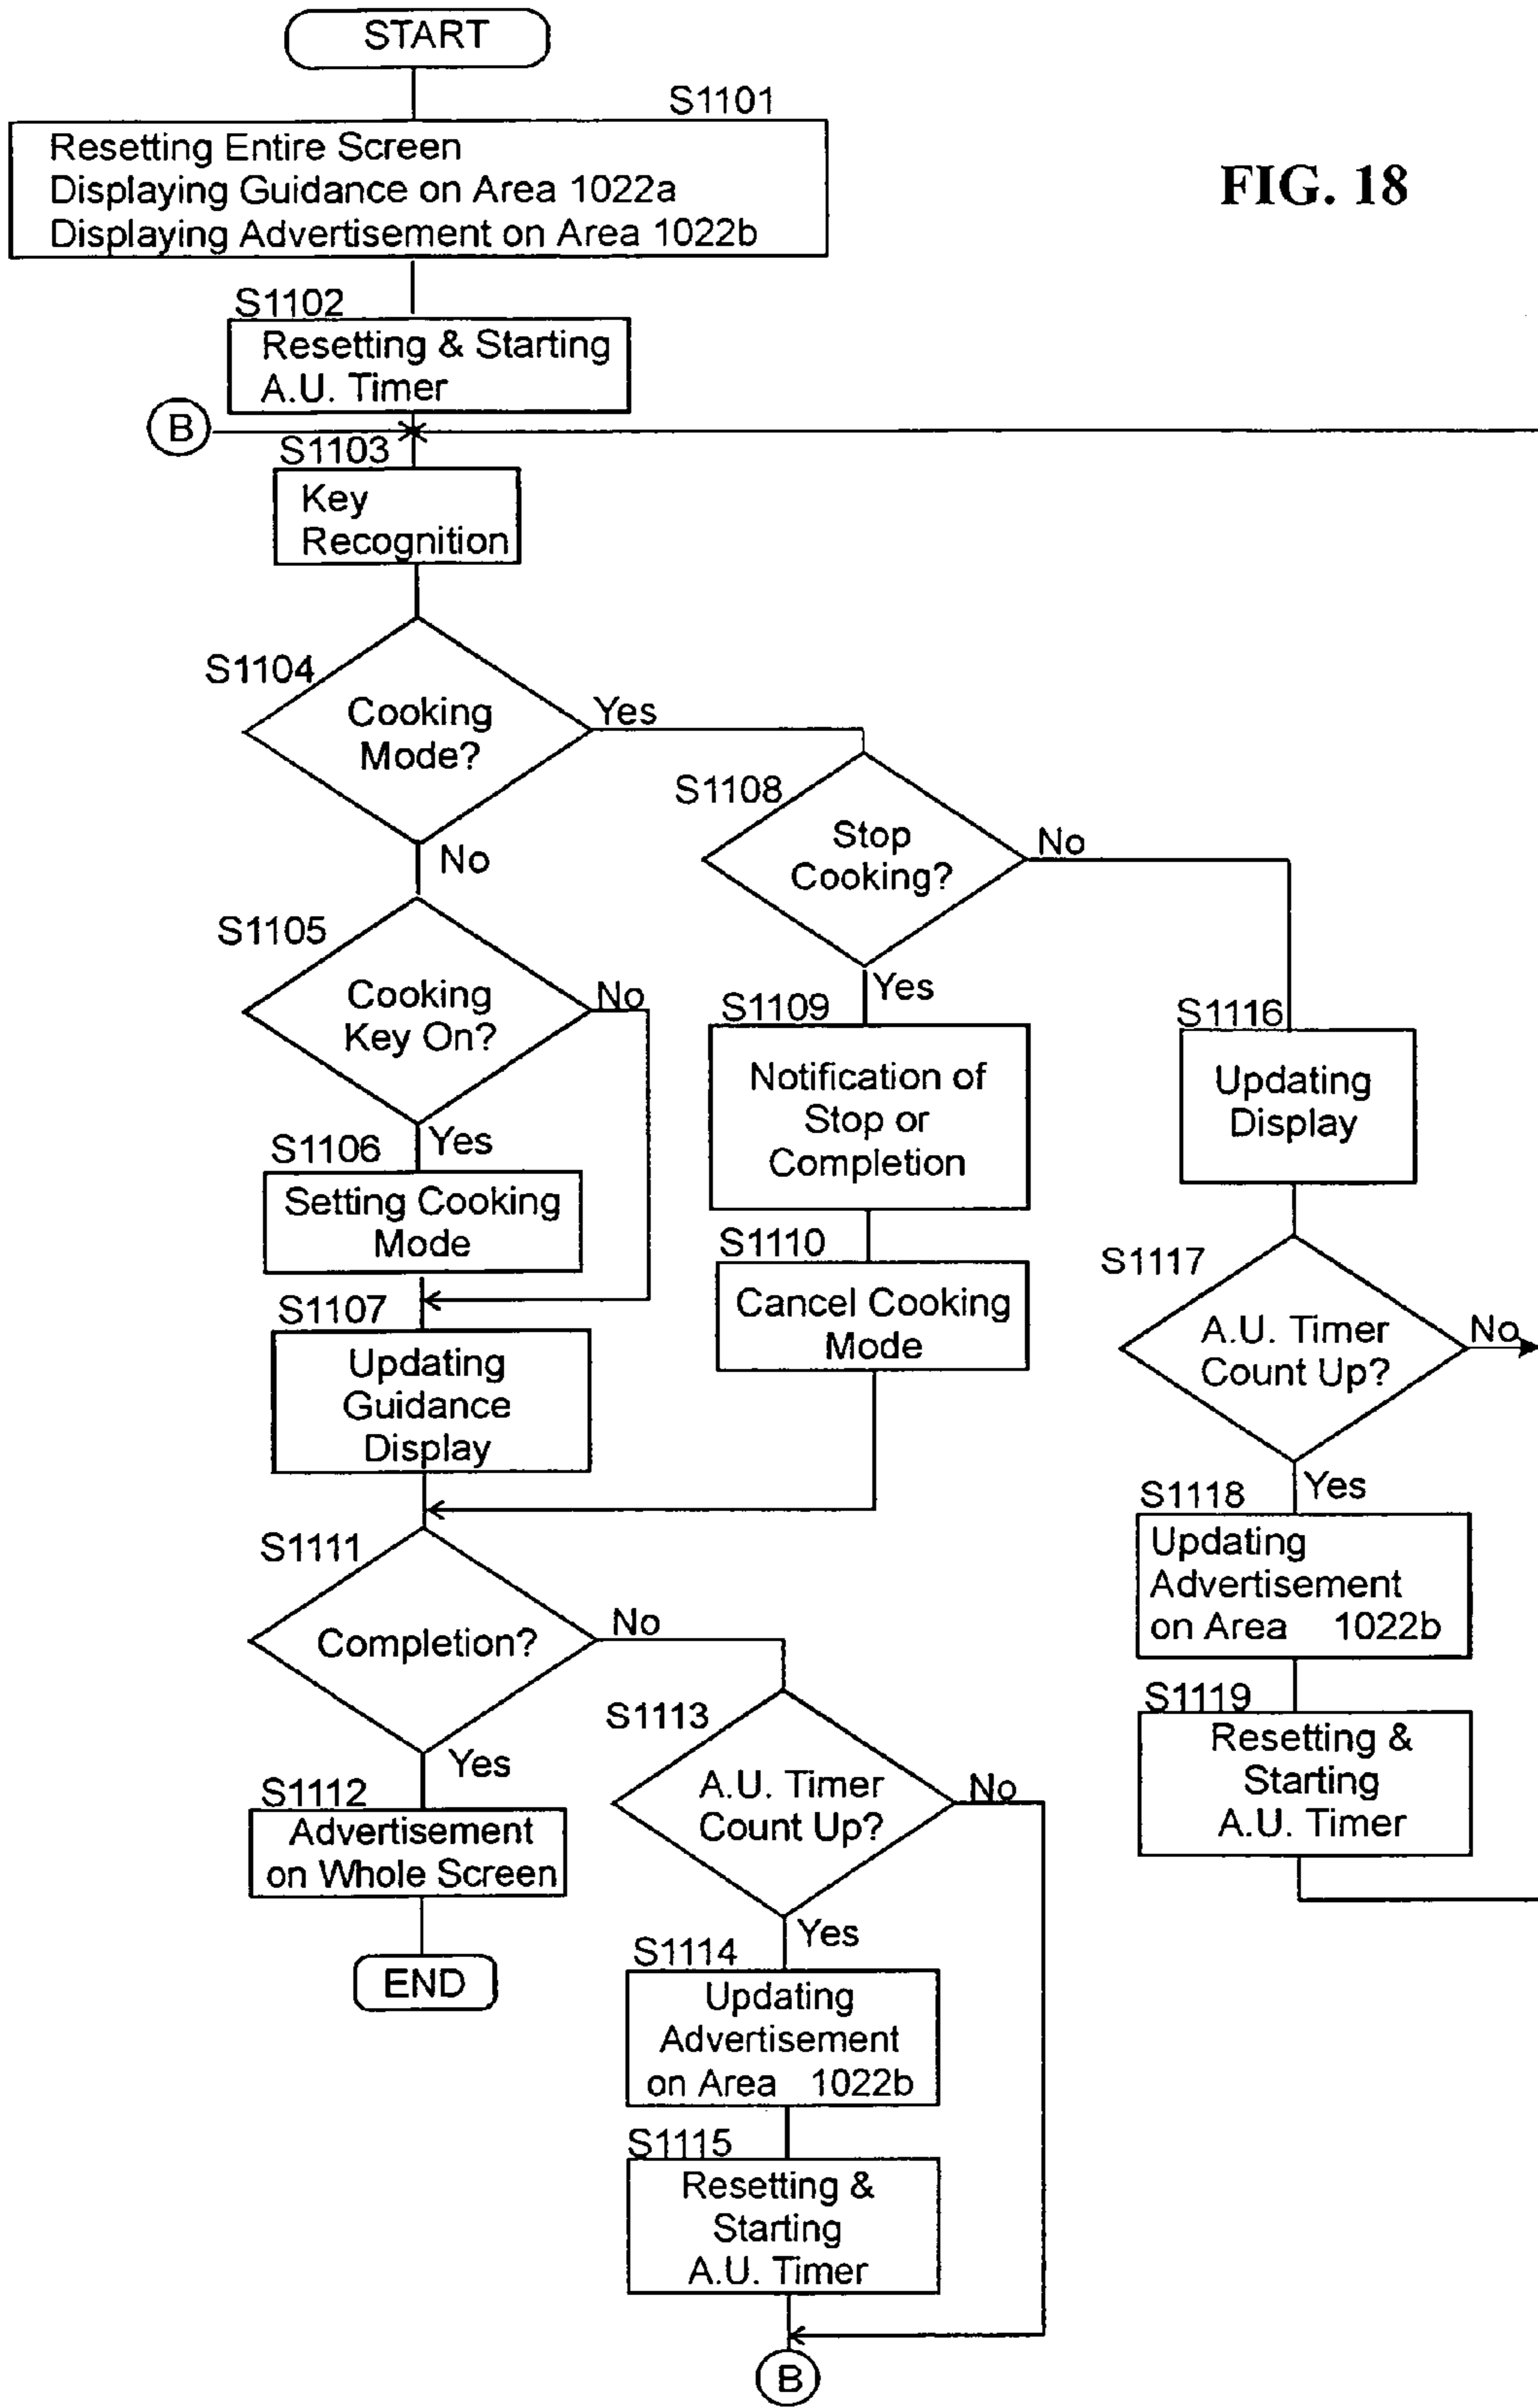 START
S1101
Resetting Entire Screen
Displaying Guidance on Area 1022a
Displaying Advertisement on Area 1022b
FIG. 18
S1102
Resetting & Starting
A.U. Timer
B
S1103
Key
Recognition
S1104
Cooking
Mode?
Yes
No
S1105
Cooking
Key On?
No
Yes
S1106
Setting Cooking
Mode
S1107
Updating
Guidance
Display
S1108
Stop
Cooking?
No
Yes
S1109
Notification of
Stop or
Completion
S1110
Cancel Cooking
Mode
S1111
Completion?
No
Yes
S1112
Advertisement
on Whole Screen
END
S1113
A.U. Timer
Count Up?
No
Yes
S1114
Updating
Advertisement
on Area 1022b
S1115
Resetting &
Starting
A.U. Timer
B
S1116
Updating
Display
S1117
A.U. Timer
Count Up?
No
Yes
S1118
Updating
Advertisement
on Area 1022b
S1119
Resetting &
Starting
A.U. Timer